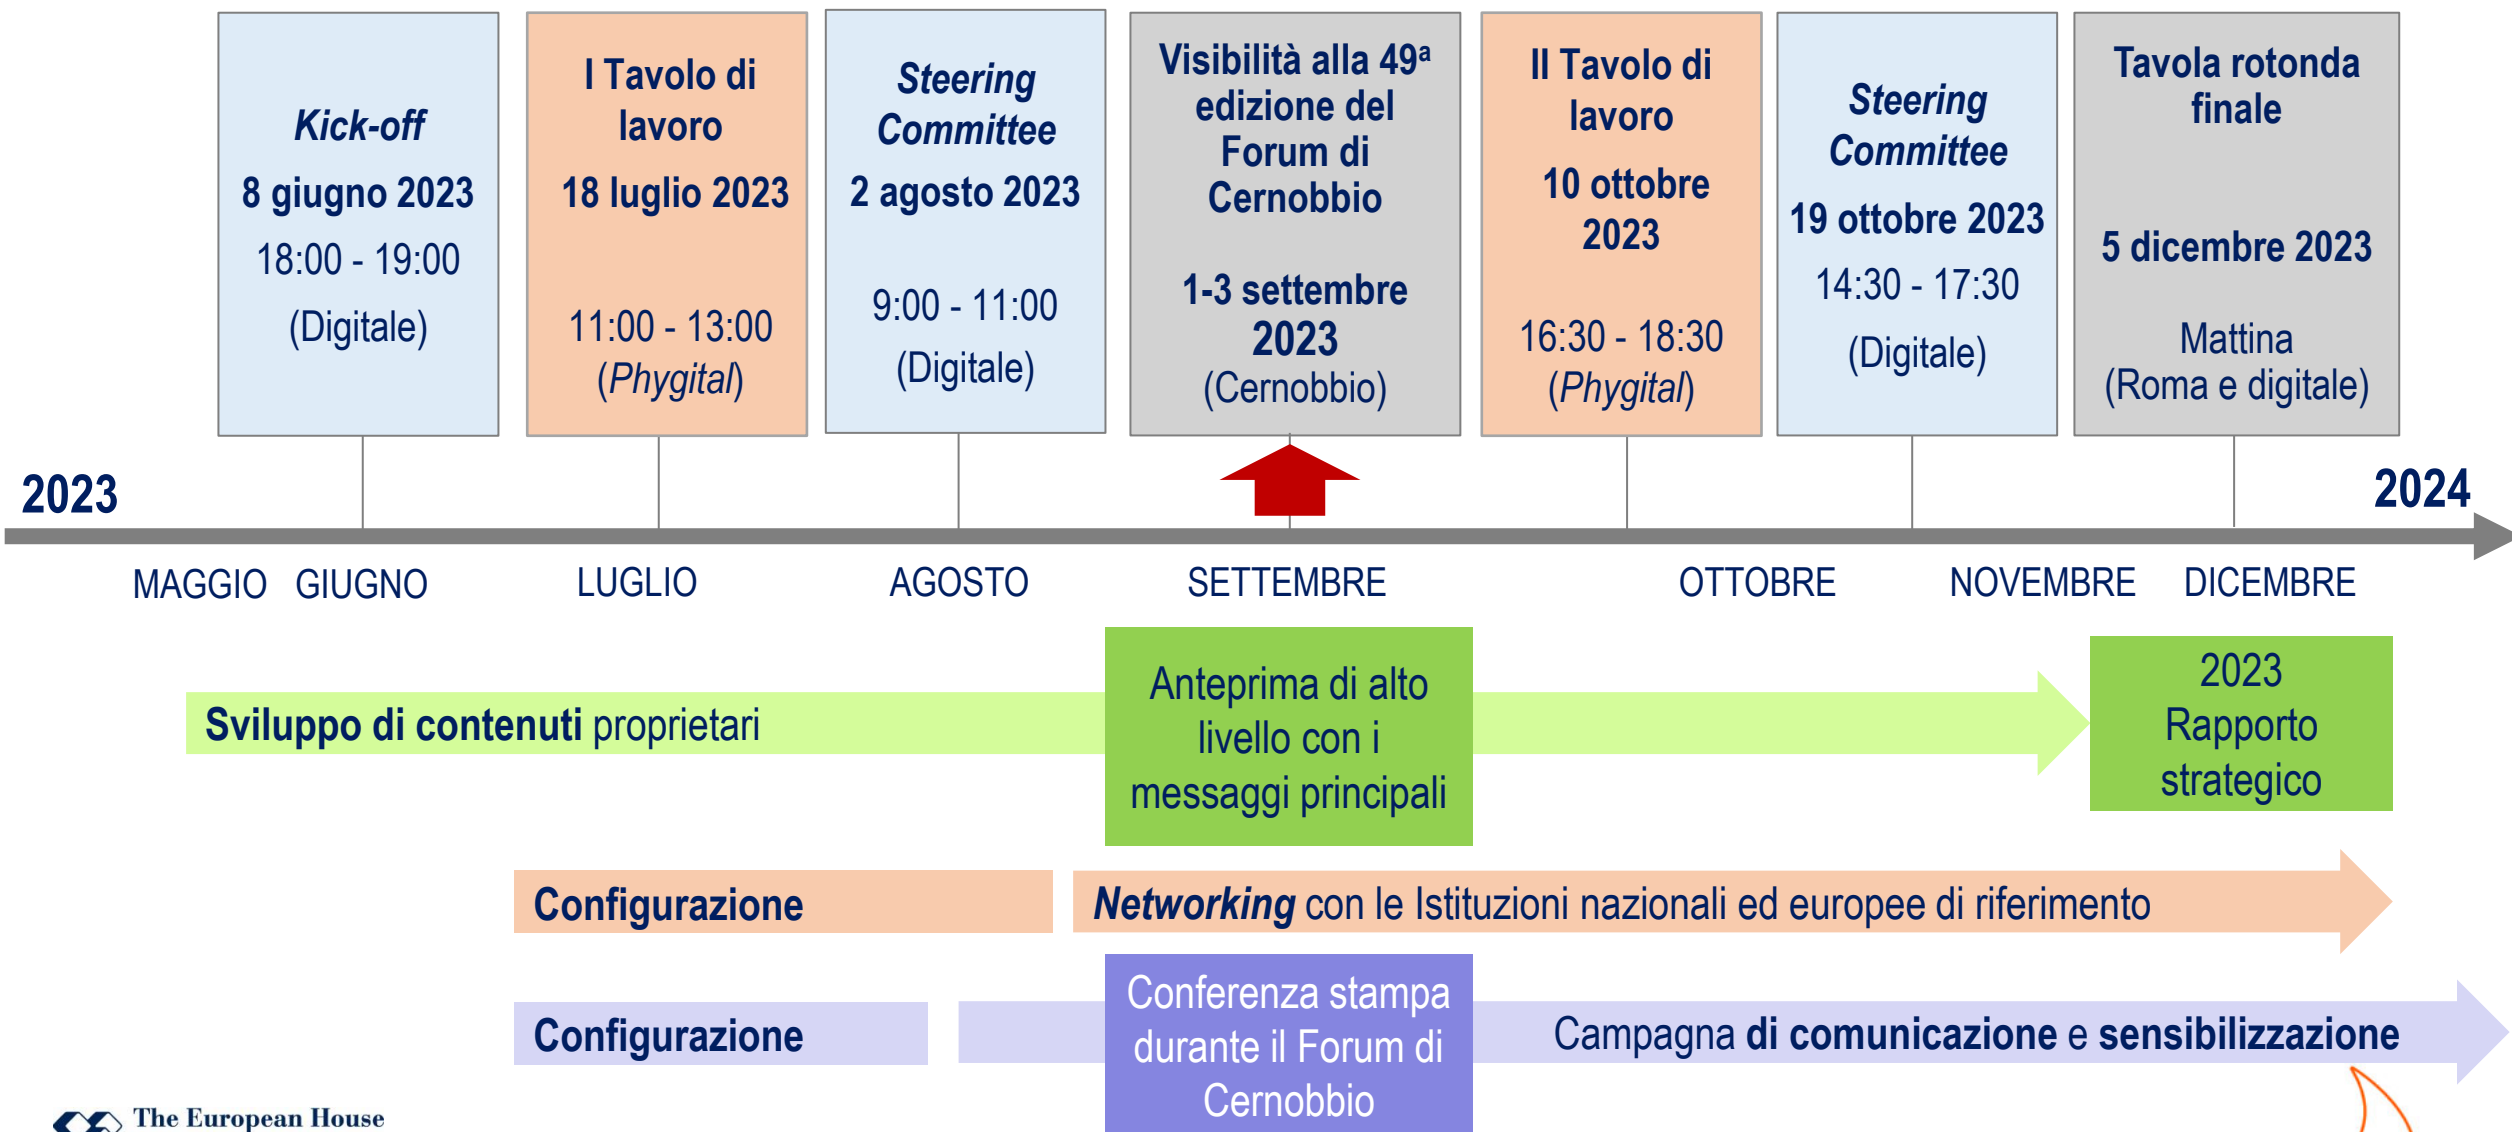 Kick-off
8 giugno 2023
18:00 - 19:00
(Digitale)
I Tavolo di
lavoro
18 luglio 2023
11:00 - 13:00
(Phygital)
Steering
Committee
2 agosto 2023
9:00 - 11:00
(Digitale)
Visibilità alla 49ª
edizione del
Forum di
Cernobbio
1-3 settembre
2023
(Cernobbio)
II Tavolo di
lavoro
10 ottobre
2023
16:30 - 18:30
(Phygital)
Steering
Committee
19 ottobre 2023
14:30 - 17:30
(Digitale)
Tavola rotonda
finale
5 dicembre 2023
Mattina
(Roma e digitale)
2023
2024
MAGGIO GIUGNO LUGLIO AGOSTO SETTEMBRE OTTOBRE NOVEMBRE DICEMBRE
Sviluppo di contenuti proprietari
Anteprima di alto
livello con i
messaggi principali
2023
Rapporto
strategico
Configurazione
Networking con le Istituzioni nazionali ed europee di riferimento
Configurazione
Conferenza stampa
durante il Forum di
Cernobbio
Campagna di comunicazione e sensibilizzazione
The European House